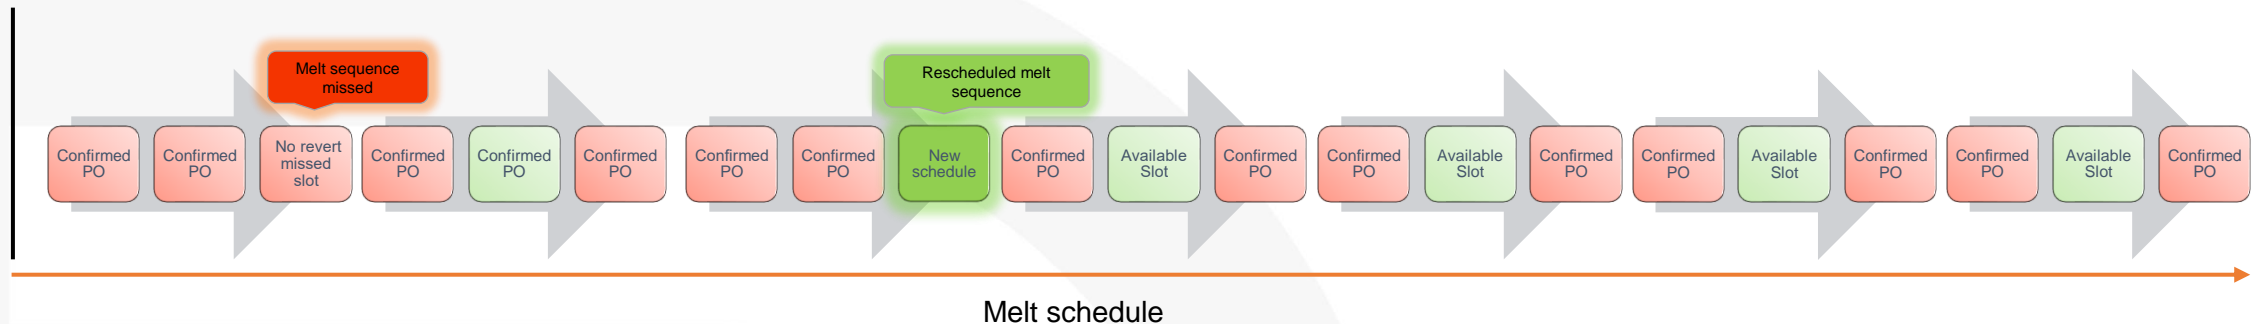 Melt sequence
missed
Rescheduled melt
sequence
Confirmed
PO
Confirmed
PO
No revert
missed
slot
Confirmed
PO
Confirmed
PO
Confirmed
PO
Confirmed
PO
Confirmed
PO
New
schedule
Confirmed
PO
Available
Slot
Confirmed
PO
Confirmed
PO
Available
Slot
Confirmed
PO
Confirmed
PO
Available
Slot
Confirmed
PO
Confirmed
PO
Available
Slot
Confirmed
PO
Melt schedule